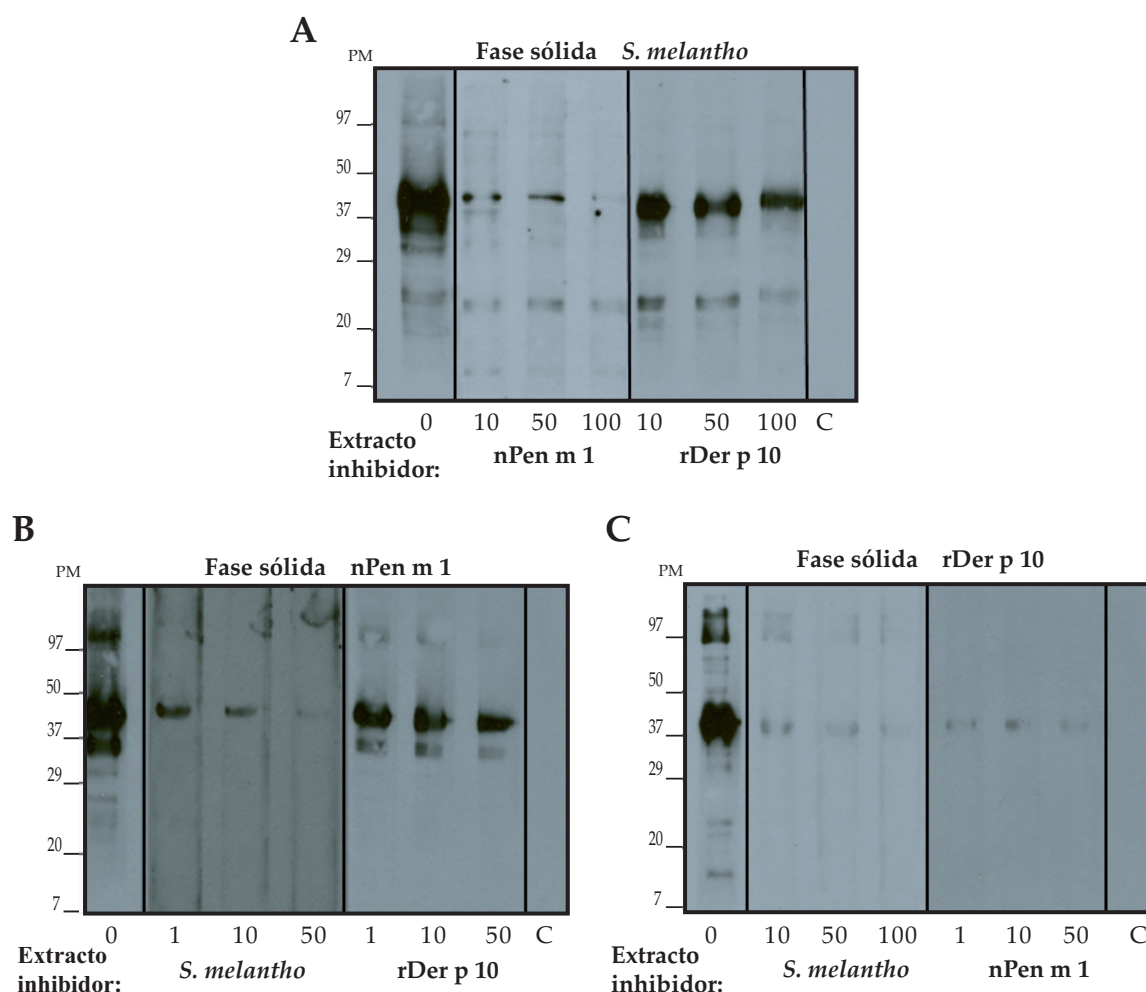 A
PM Fase sólida S. melantho
97
50
37
29
20
7
0 10 50 100 10 50 100 C
Extracto
inhibidor: nPen m 1 rDer p 10
B
PM Fase sólida nPen m 1
97
50
37
29
20
7
0 1 10 50 1 10 50 C
Extracto
inhibidor: S. melantho rDer p 10
C
PM Fase sólida rDer p 10
97
50
37
29
20
7
0 10 50 100 1 10 50 C
Extracto
inhibidor: S. melantho nPen m 1